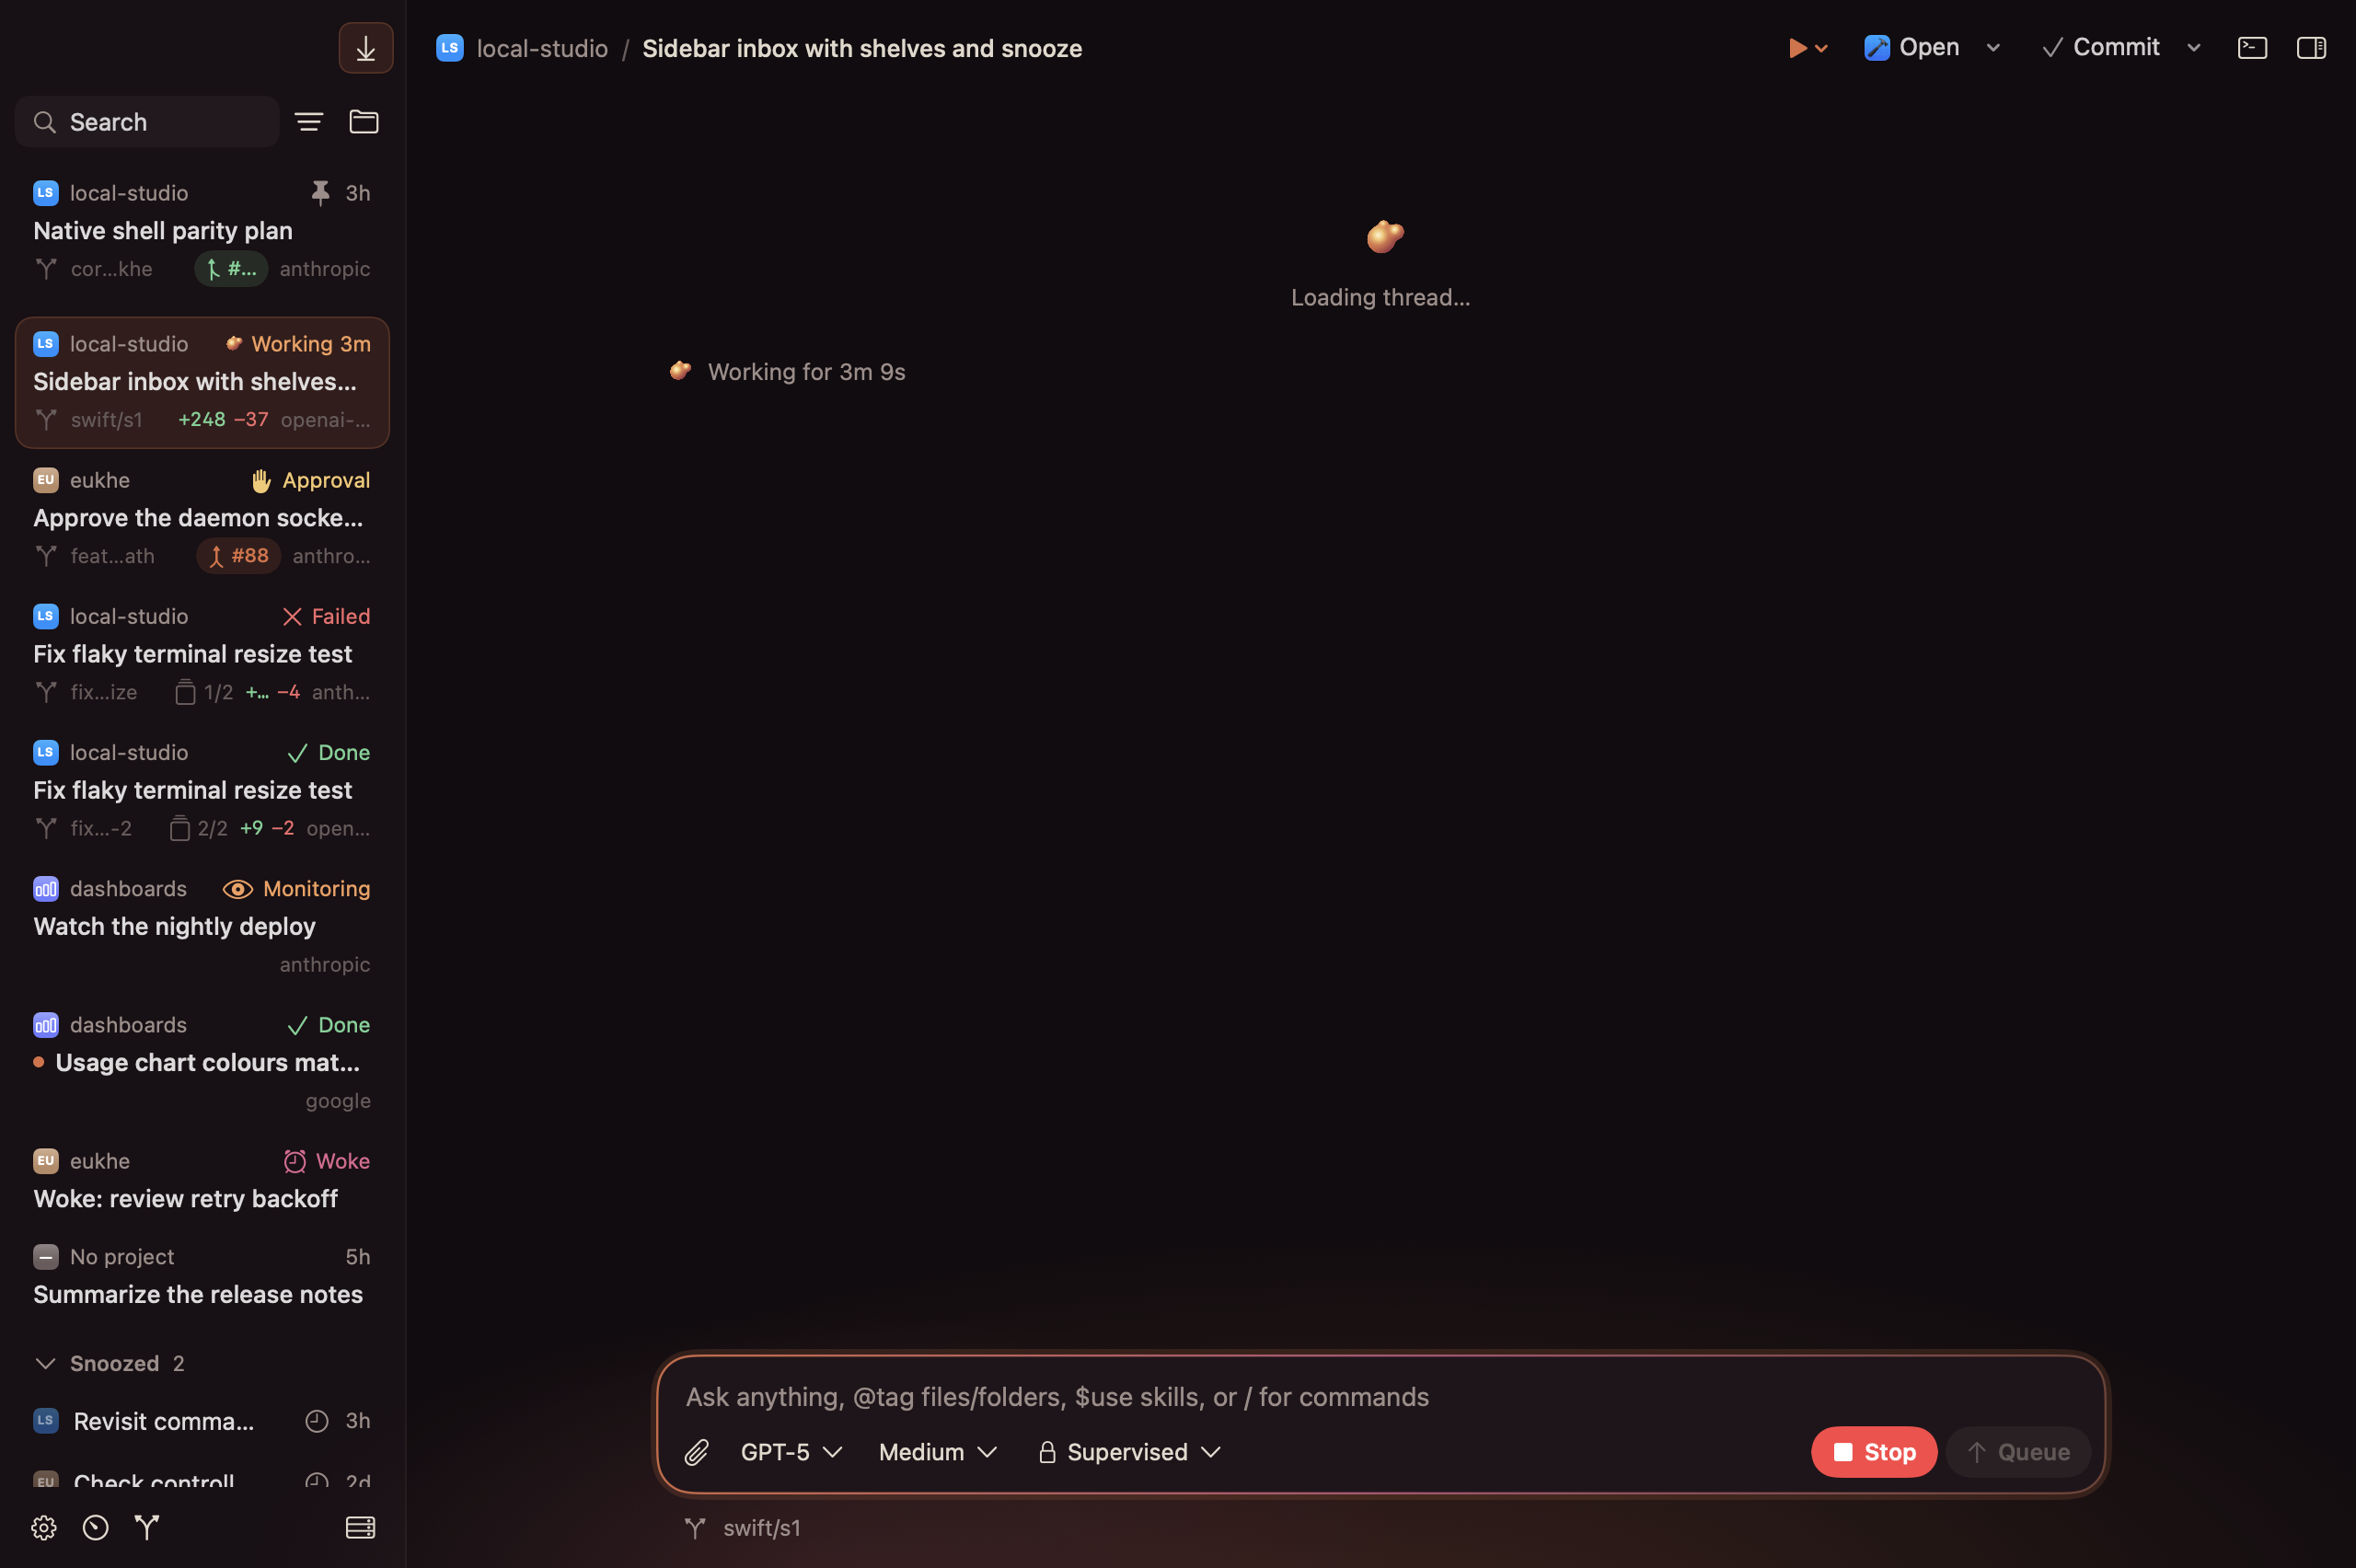 LS local-studio / Sidebar inbox with shelves and snooze
Open
Commit
Search
LS local-studio 3h
Native shell parity plan
cor...khe #... anthropic
LS local-studio Working 3m
Sidebar inbox with shelves...
swift/s1 +248 −37 openai-...
EU eukhe Approval
Approve the daemon socke...
feat...ath #88 anthro...
LS local-studio Failed
Fix flaky terminal resize test
fix...ize 1/2 +... −4 anth...
LS local-studio Done
Fix flaky terminal resize test
fix...-2 2/2 +9 −2 open...
dashboards Monitoring
Watch the nightly deploy
anthropic
dashboards Done
Usage chart colours mat...
google
EU eukhe Woke
Woke: review retry backoff
No project 5h
Summarize the release notes
Snoozed 2
LS Revisit comma... 3h
EU Check controll 2d
Loading thread...
Working for 3m 9s
Ask anything, @tag files/folders, $use skills, or / for commands
GPT-5 Medium Supervised Stop Queue
swift/s1